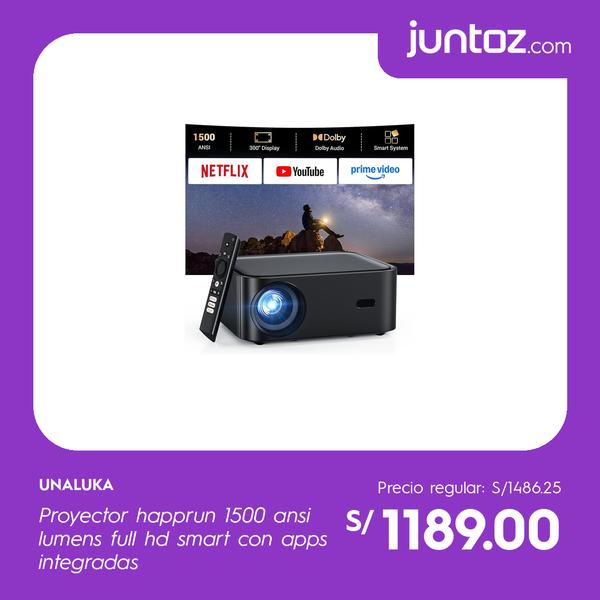 juntoz.com
1500
ANSI
300" Display
Dolby
Dolby Audio
Smart System
NETFLIX
YouTube
prime video
UNALUKA
Proyector happrun 1500 ansi
lumens full hd smart con apps
integradas
Precio regular: S/1486.25
S/ 1189.00